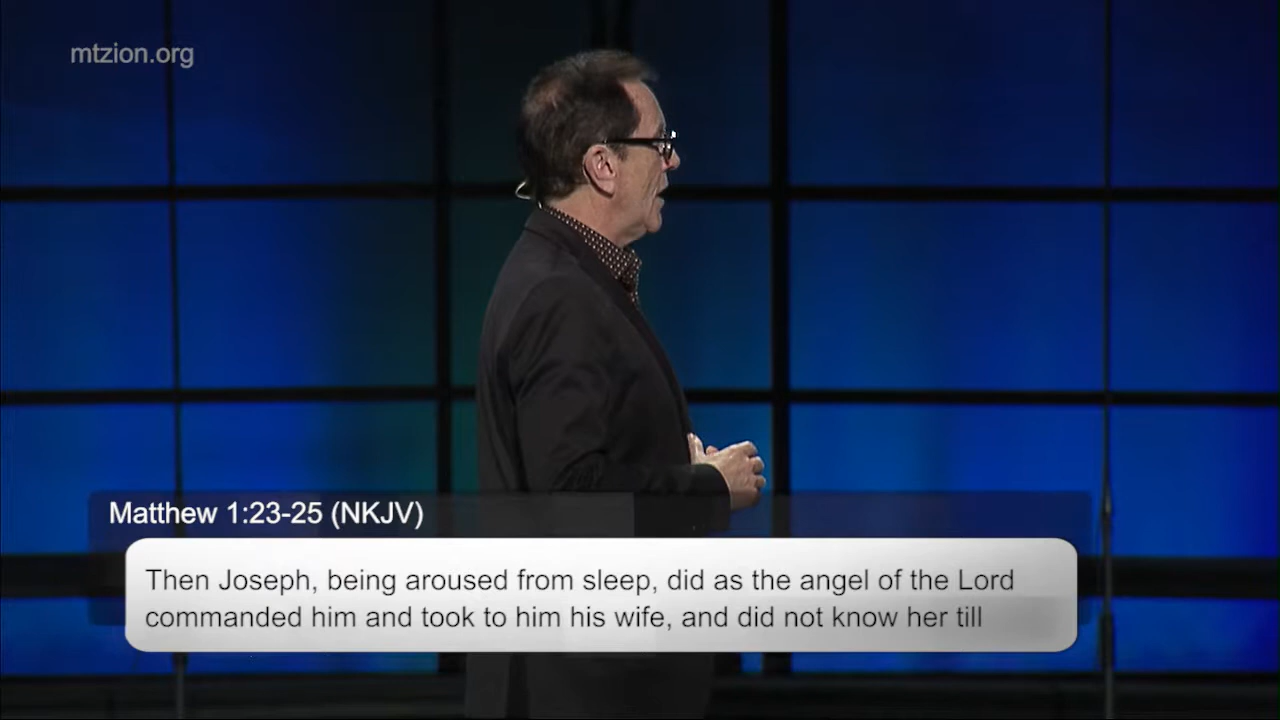 mtzion.org
Matthew 1:23-25 (NKJV)
Then Joseph, being aroused from sleep, did as the angel of the Lord
commanded him and took to him his wife, and did not know her till